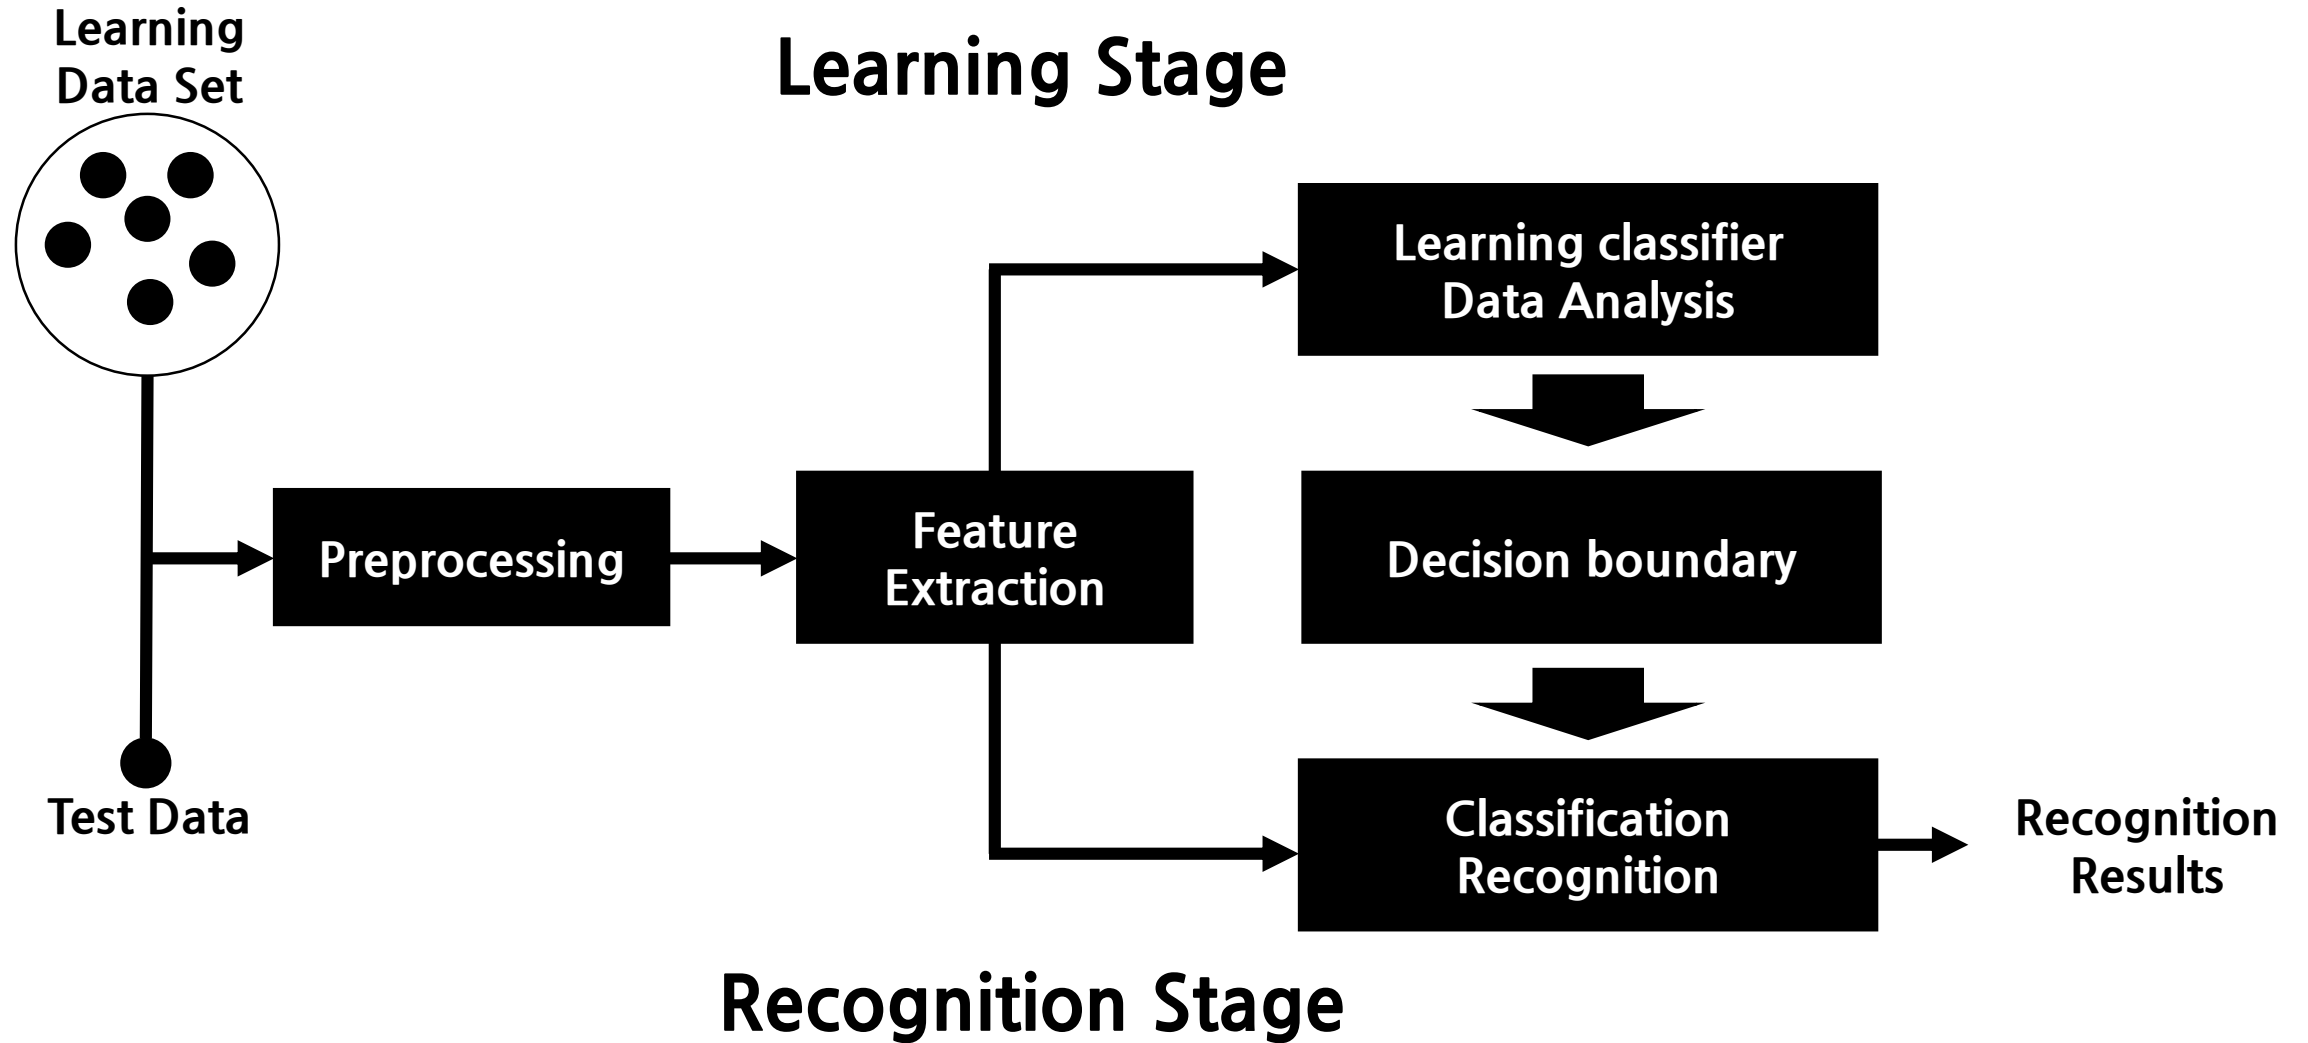 Learning
Data Set
Learning Stage
Learning classifier
Data Analysis
Preprocessing
Feature
Extraction
Decision boundary
Test Data
Classification
Recognition
Recognition
Results
Recognition Stage